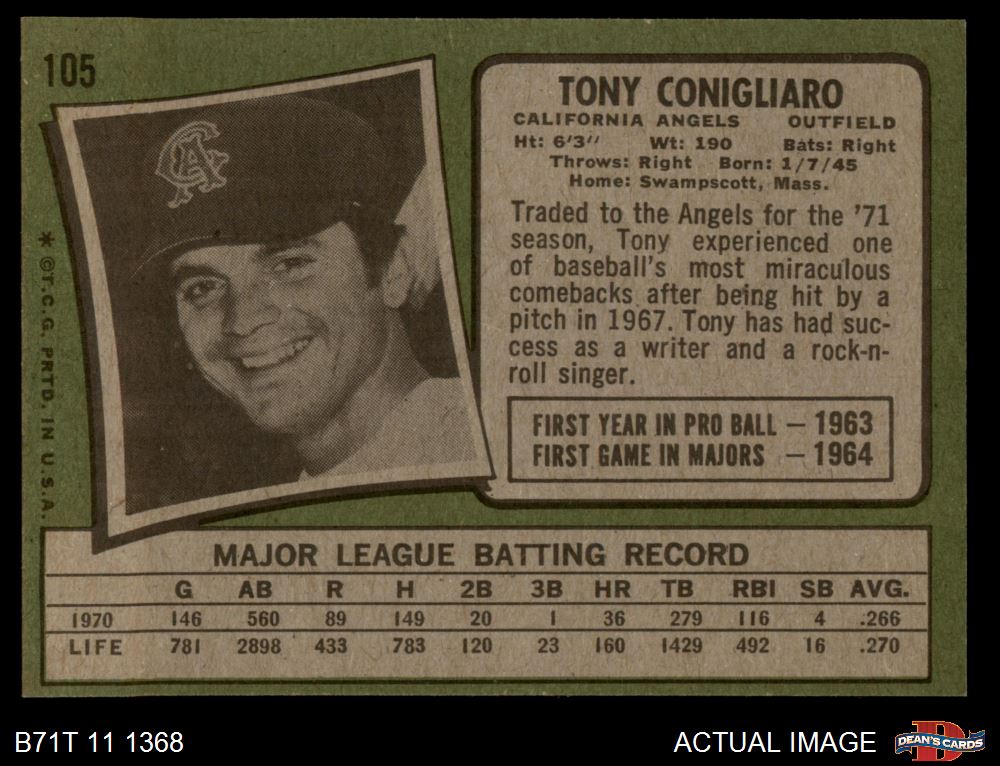 105
CA
* © T.C.G. PRTD. IN U.S.A.
TONY CONIGLIARO
CALIFORNIA ANGELS OUTFIELD
Ht: 6'3" Wt: 190 Bats: Right
Throws: Right Born: 1/7/45
Home: Swampscott, Mass.
Traded to the Angels for the '71
season, Tony experienced one
of baseball's most miraculous
comebacks after being hit by a
pitch in 1967. Tony has had suc-
cess as a writer and a rock-n-
roll singer.
FIRST YEAR IN PRO BALL — 1963
FIRST GAME IN MAJORS — 1964
MAJOR LEAGUE BATTING RECORD
G AB R H 2B 3B HR TB RBI SB AVG.
1970 146 560 89 149 20 1 36 279 116 4 .266
LIFE 781 2898 433 783 120 23 160 1429 492 16 .270
B71T 11 1368 ACTUAL IMAGE DEAN'S CARDS